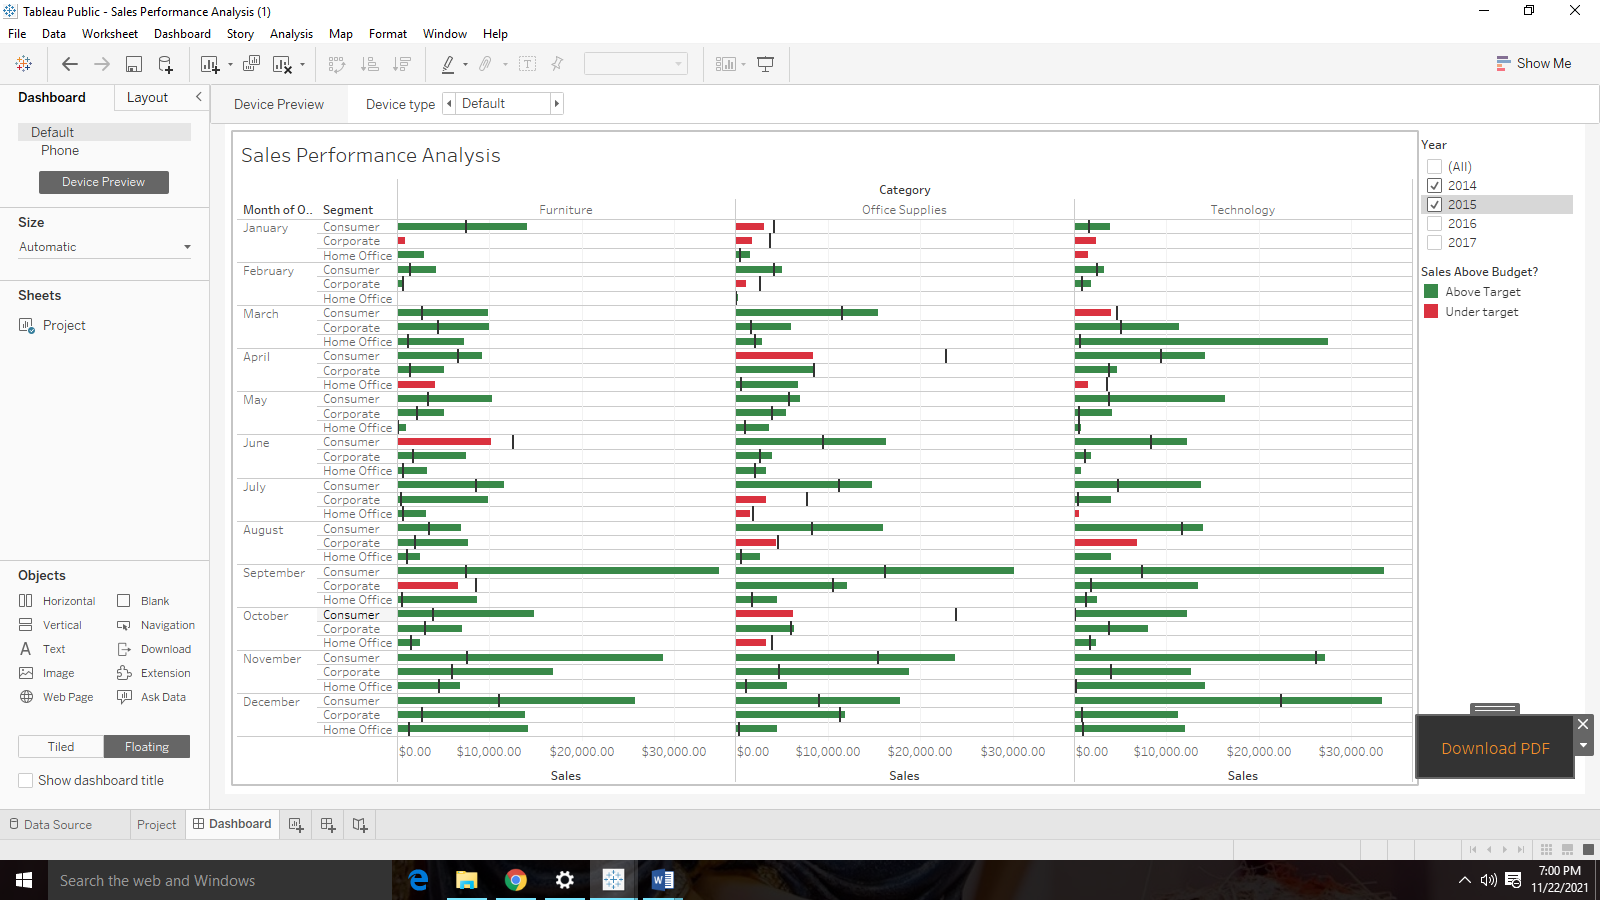 Tableau Public - Sales Performance Analysis (1)
File Data Worksheet Dashboard Story Analysis Map Format Window Help
Show Me
Dashboard Layout
Device Preview Device type Default
Default
Phone
Device Preview
Size
Automatic
Sheets
Project
Objects
Horizontal Blank
Vertical Navigation
Text Download
Image Extension
Web Page Ask Data
Tiled Floating
Show dashboard title
Sales Performance Analysis
Category
Month of O.. Segment Furniture Office Supplies Technology
January Consumer
Corporate
Home Office
February Consumer
Corporate
Home Office
March Consumer
Corporate
Home Office
April Consumer
Corporate
Home Office
May Consumer
Corporate
Home Office
June Consumer
Corporate
Home Office
July Consumer
Corporate
Home Office
August Consumer
Corporate
Home Office
September Consumer
Corporate
Home Office
October Consumer
Corporate
Home Office
November Consumer
Corporate
Home Office
December Consumer
Corporate
Home Office
$0.00 $10,000.00 $20,000.00 $30,000.00 $0.00 $10,000.00 $20,000.00 $30,000.00 $0.00 $10,000.00 $20,000.00 $30,000.00
Sales Sales Sales
Year
(All)
2014
2015
2016
2017
Sales Above Budget?
Above Target
Under target
Download PDF
Data Source Project Dashboard
Search the web and Windows
7:00 PM
11/22/2021